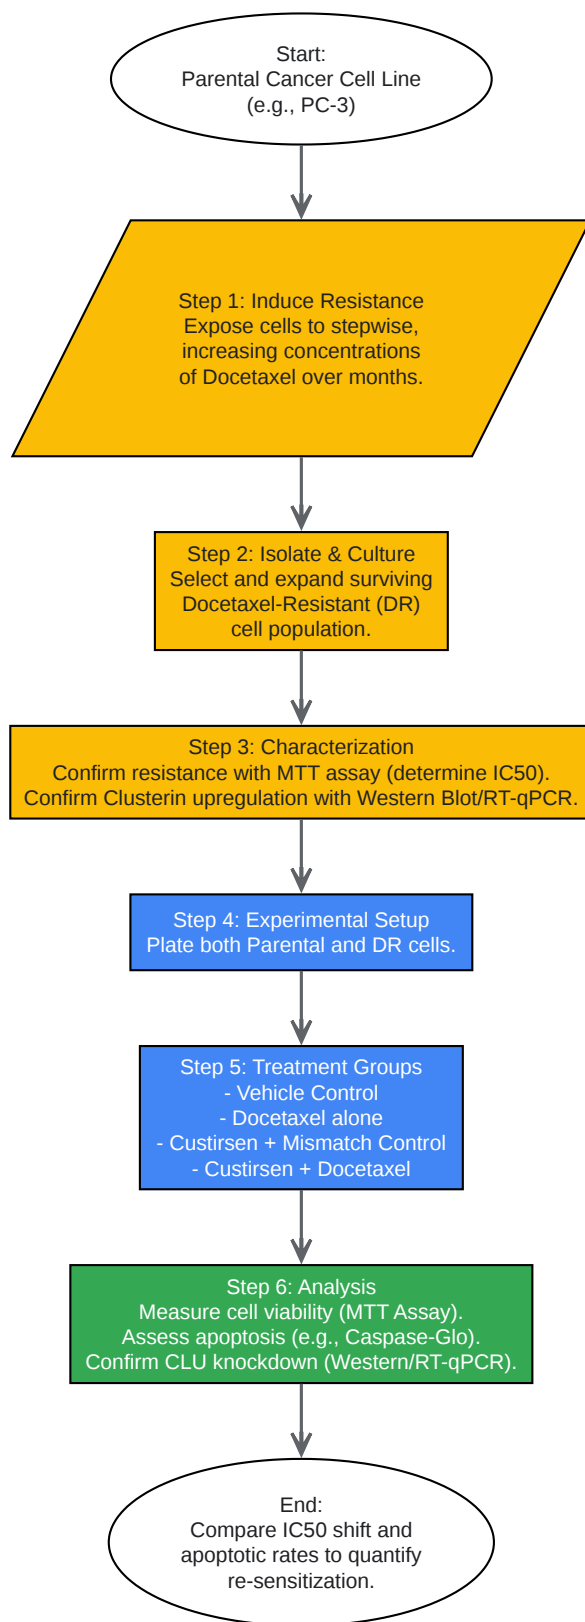 Start:
Parental Cancer Cell Line
(e.g., PC-3)
Step 1: Induce Resistance
Expose cells to stepwise,
increasing concentrations
of Docetaxel over months.
Step 2: Isolate & Culture
Select and expand surviving
Docetaxel-Resistant (DR)
cell population.
Step 3: Characterization
Confirm resistance with MTT assay (determine IC50).
Confirm Clusterin upregulation with Western Blot/RT-qPCR.
Step 4: Experimental Setup
Plate both Parental and DR cells.
Step 5: Treatment Groups
- Vehicle Control
- Docetaxel alone
- Custirsen + Mismatch Control
- Custirsen + Docetaxel
Step 6: Analysis
Measure cell viability (MTT Assay).
Assess apoptosis (e.g., Caspase-Glo).
Confirm CLU knockdown (Western/RT-qPCR).
End:
Compare IC50 shift and
apoptotic rates to quantify
re-sensitization.